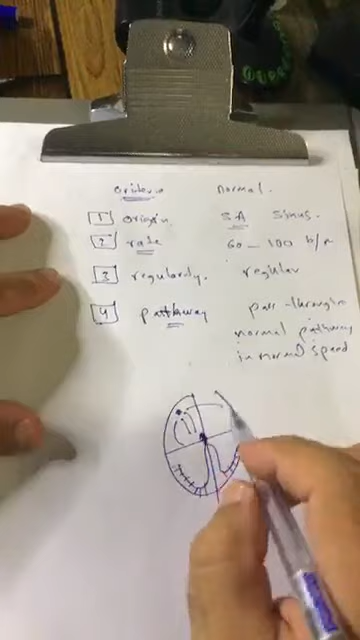 criteria normal.
1 origin SA sinus.
2 rate 60 – 100 b/m
3 regularity. regular
4 pathway pass through
normal pathway
in normal speed